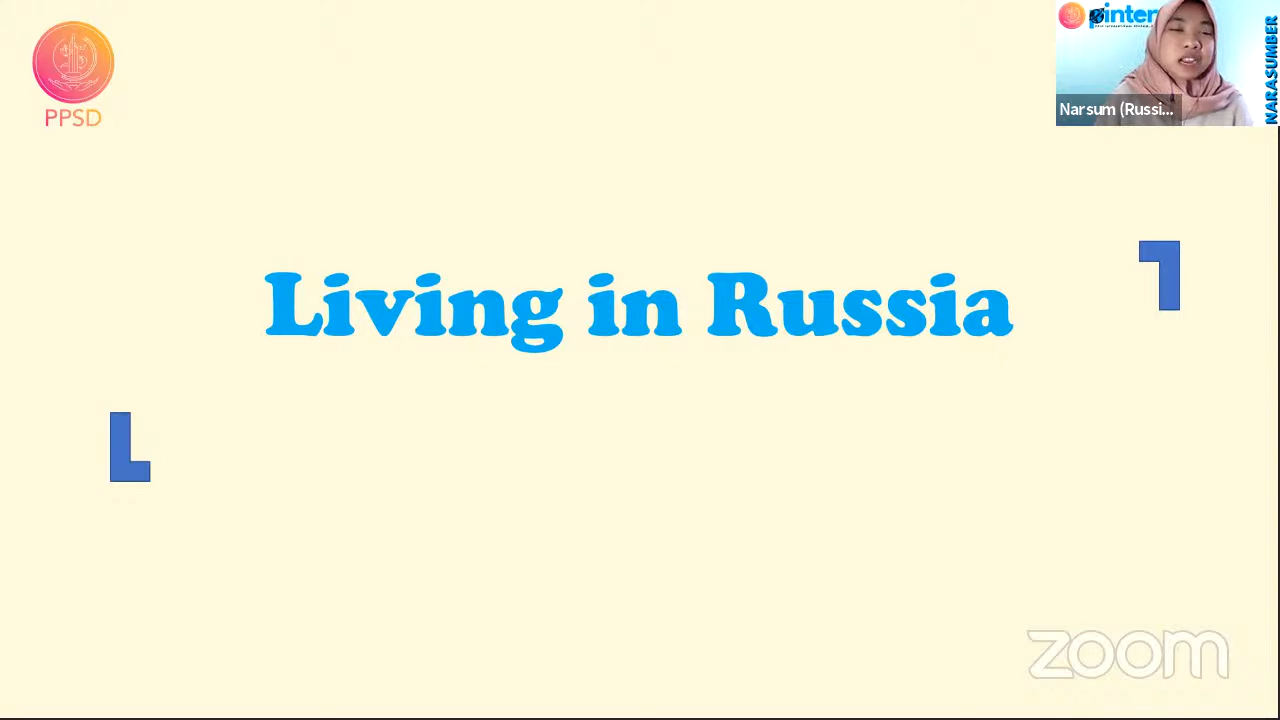 PPSD
pinter
Narsum (Russi...
NARASUMBER
Living in Russia
zoom